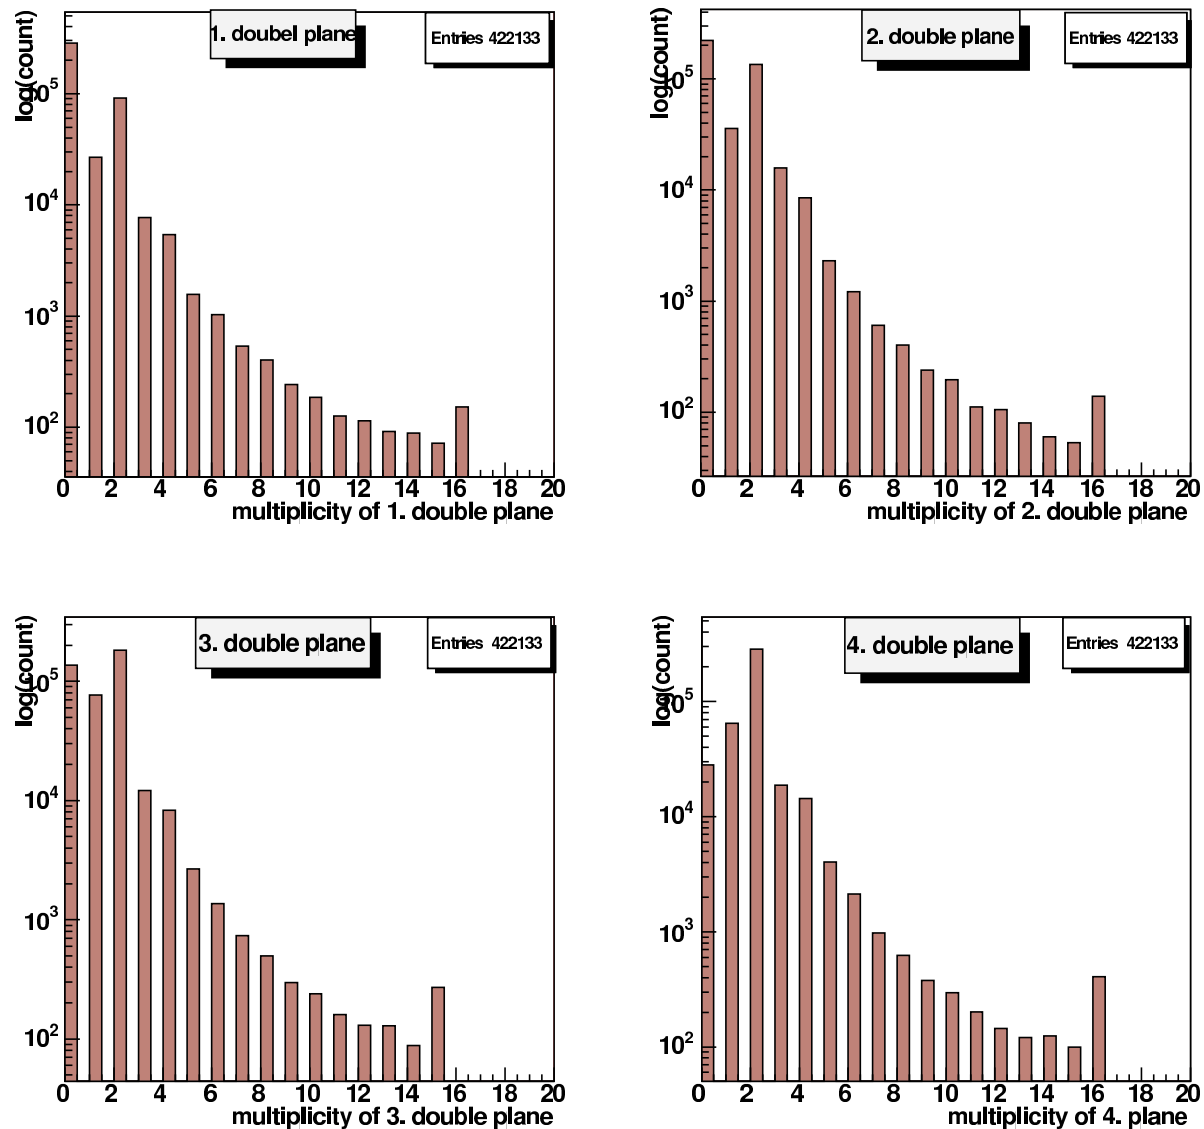 1. doubel plane
Entries 422133
log(count)
10^5
10^4
10^3
10^2
0 2 4 6 8 10 12 14 16 18 20
multiplicity of 1. double plane
2. double plane
Entries 422133
log(count)
10^5
10^4
10^3
10^2
0 2 4 6 8 10 12 14 16 18 20
multiplicity of 2. double plane
3. double plane
Entries 422133
log(count)
10^5
10^4
10^3
10^2
0 2 4 6 8 10 12 14 16 18 20
multiplicity of 3. double plane
4. double plane
Entries 422133
log(count)
10^5
10^4
10^3
10^2
0 2 4 6 8 10 12 14 16 18 20
multiplicity of 4. plane